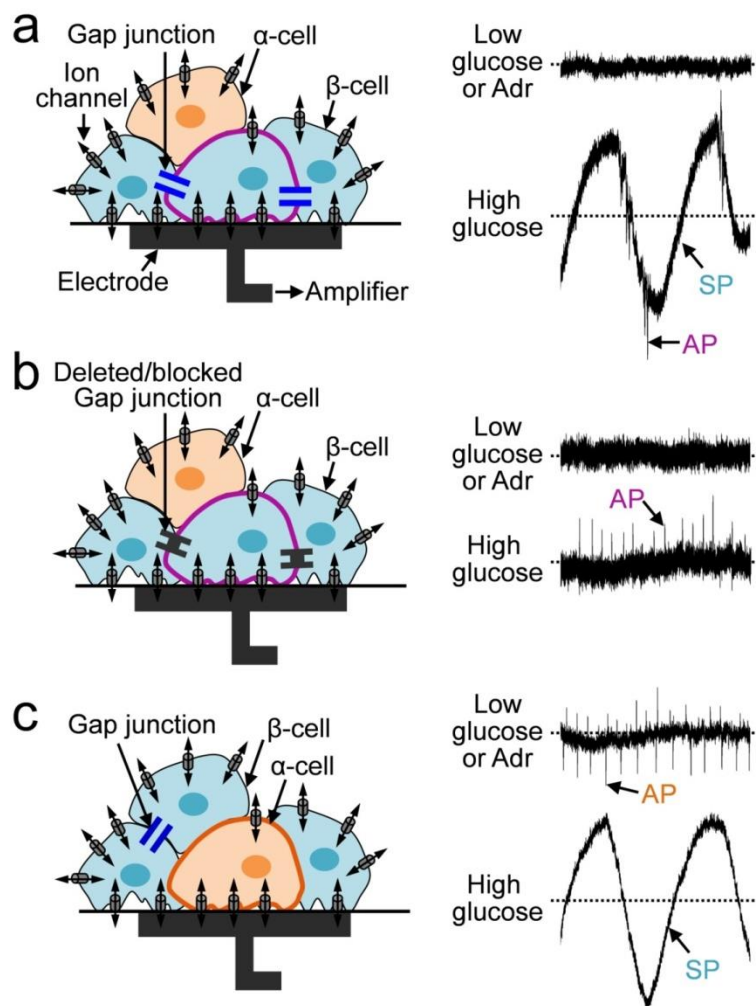 a
Gap junction
α-cell
Ion
channel
β-cell
Electrode
Amplifier
Low
glucose
or Adr
High
glucose
SP
AP
b
Deleted/blocked
Gap junction
α-cell
β-cell
Low
glucose
or Adr
AP
High
glucose
c
Gap junction
β-cell
α-cell
Low
glucose
or Adr
AP
High
glucose
SP